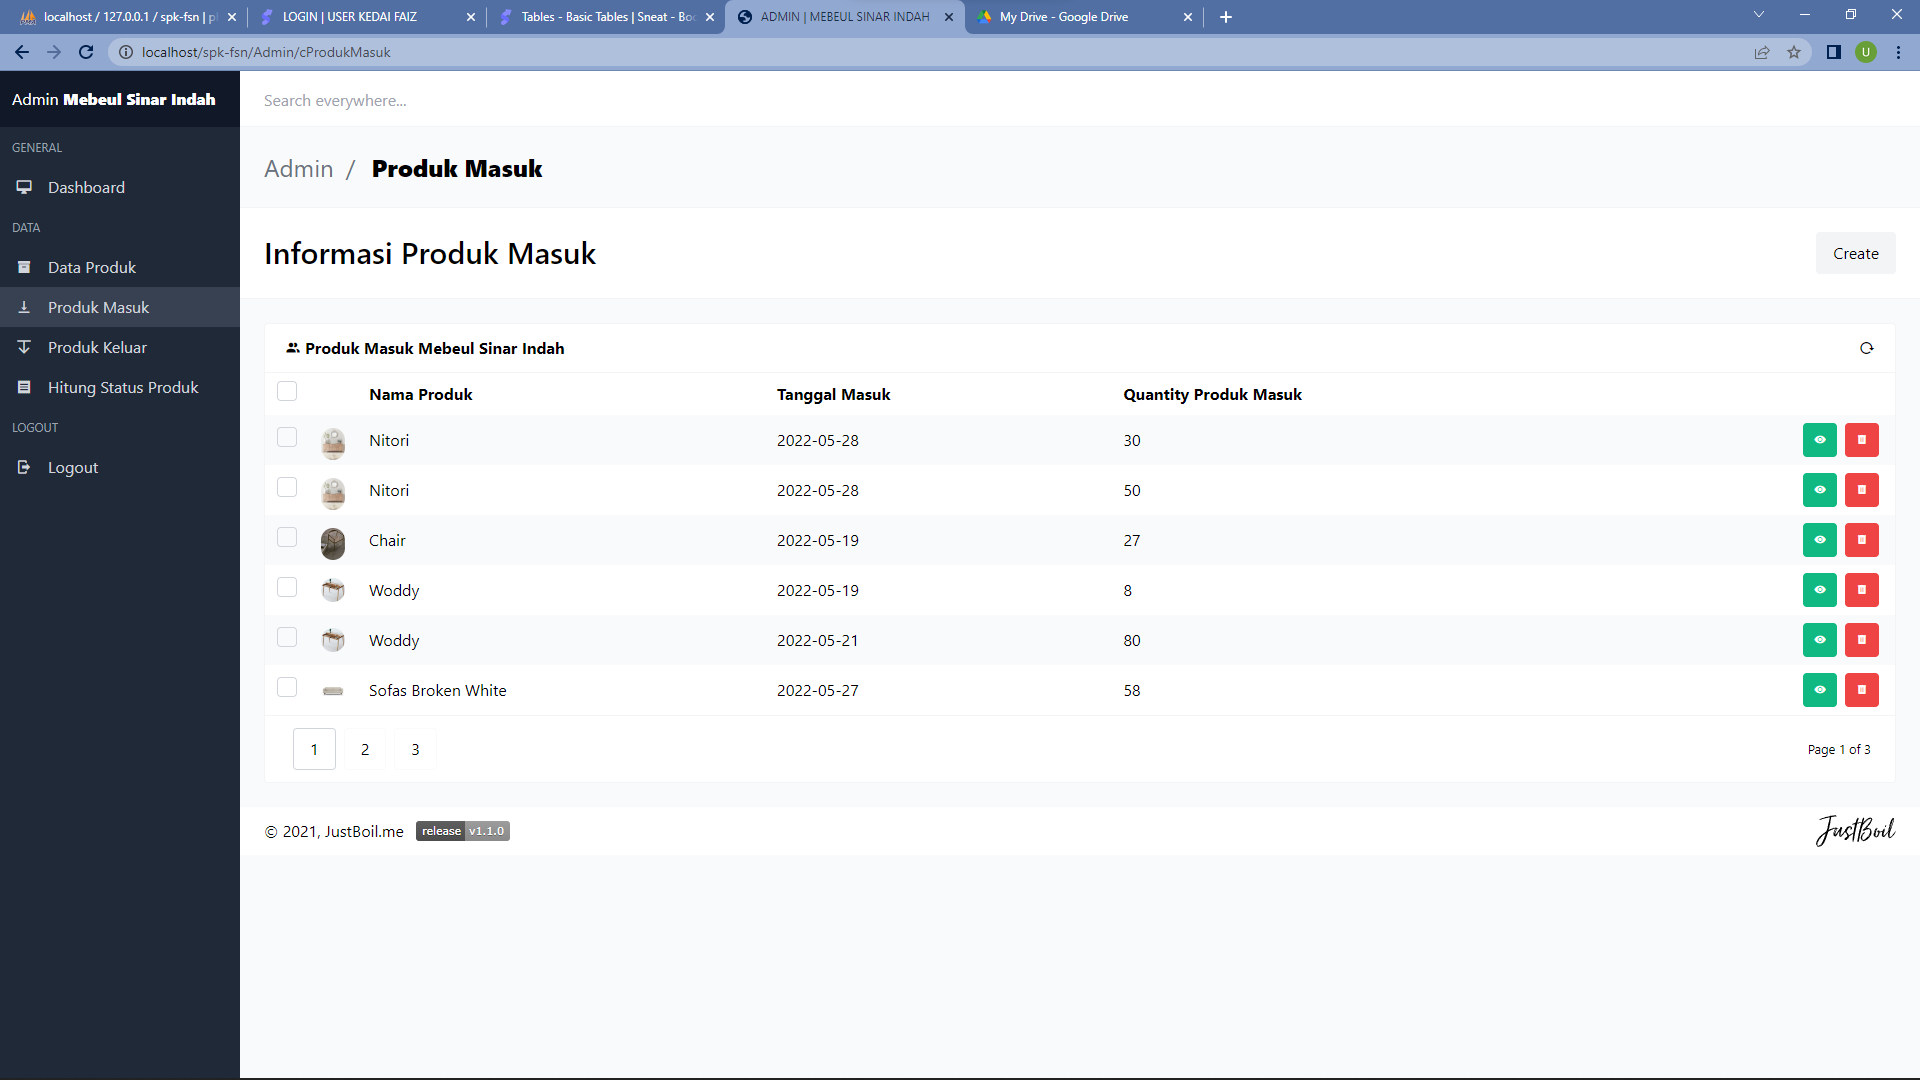 localhost / 127.0.0.1 / spk-fsn | p
LOGIN | USER KEDAI FAIZ
Tables - Basic Tables | Sneat - Boo
ADMIN | MEBEUL SINAR INDAH
My Drive - Google Drive
localhost/spk-fsn/Admin/cProdukMasuk
U
Admin Mebeul Sinar Indah
Search everywhere...
GENERAL
Dashboard
DATA
Data Produk
Produk Masuk
Produk Keluar
Hitung Status Produk
LOGOUT
Logout
Admin / Produk Masuk
Informasi Produk Masuk
Create
Produk Masuk Mebeul Sinar Indah
Nama Produk Tanggal Masuk Quantity Produk Masuk
Nitori 2022-05-28 30
Nitori 2022-05-28 50
Chair 2022-05-19 27
Woddy 2022-05-19 8
Woddy 2022-05-21 80
Sofas Broken White 2022-05-27 58
1 2 3
Page 1 of 3
© 2021, JustBoil.me release v1.1.0
JustBoil